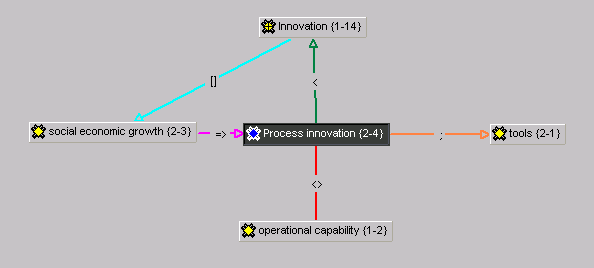 Innovation {1-14}
[]
<
social economic growth {2-3}
=>
Process innovation {2-4}
;
tools {2-1}
<>
operational capability {1-2}